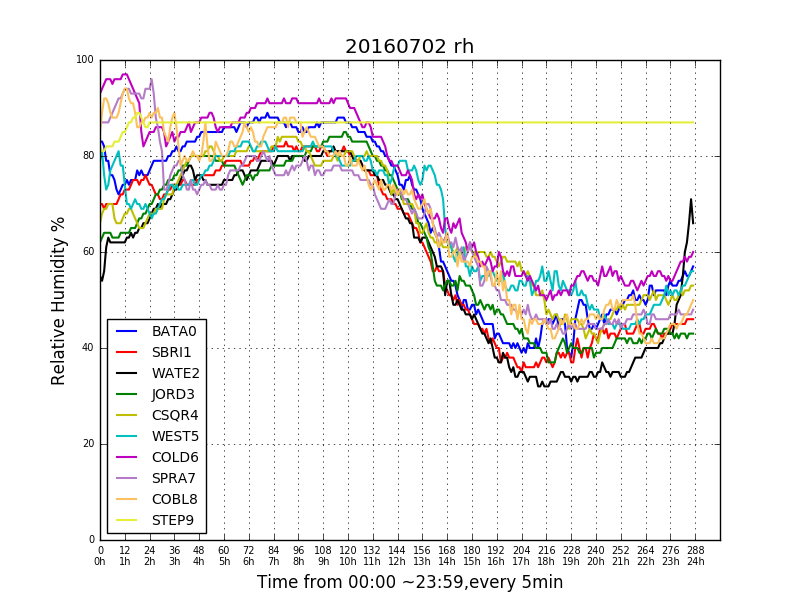 20160702 rh
Relative Humidity %
100
80
60
40
20
0
BATA0
SBRI1
WATE2
JORD3
CSQR4
WEST5
COLD6
SPRA7
COBL8
STEP9
0 12 24 36 48 60 72 84 96 108 120 132 144 156 168 180 192 204 216 228 240 252 264 276 288
0h 1h 2h 3h 4h 5h 6h 7h 8h 9h 10h 11h 12h 13h 14h 15h 16h 17h 18h 19h 20h 21h 22h 23h 24h
Time from 00:00 ~23:59,every 5min